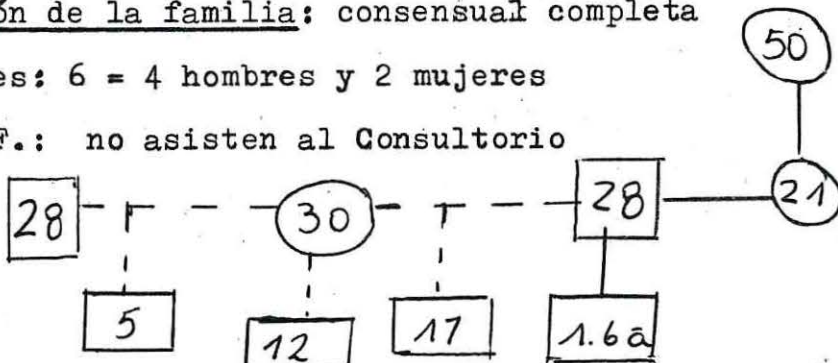 ón de la familia: consensual completa
50
es: 6 = 4 hombres y 2 mujeres
F.: no asisten al Consultorio
28 30 28 21
5 12 17 1.6 a